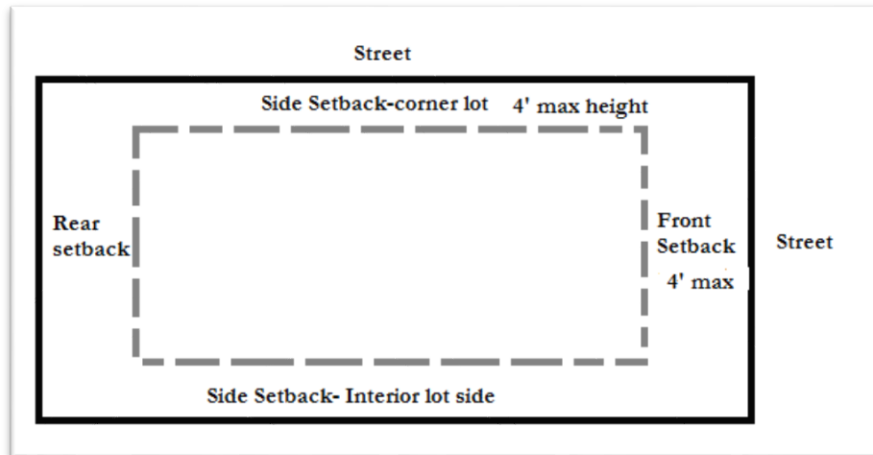 Street
Side Setback-corner lot 4' max height
Rear
setback
Front
Setback
4' max
Street
Side Setback- Interior lot side